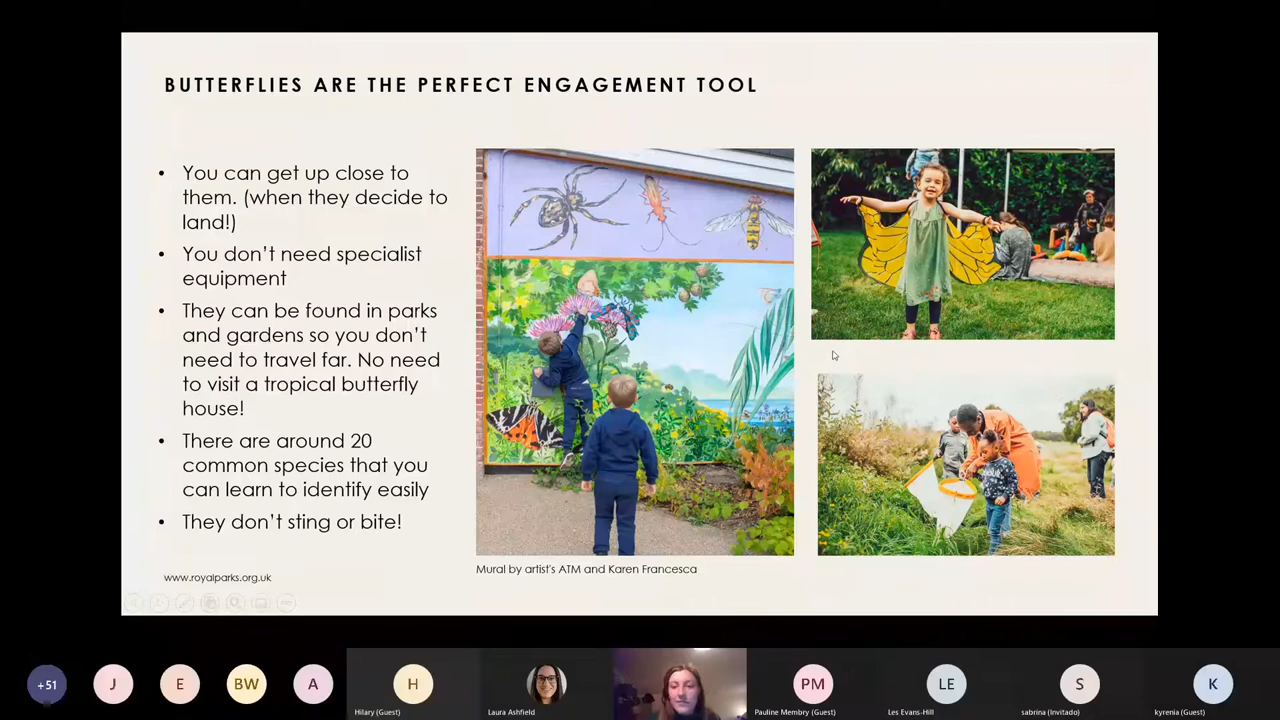 BUTTERFLIES ARE THE PERFECT ENGAGEMENT TOOL
• You can get up close to
them. (when they decide to
land!)
• You don’t need specialist
equipment
• They can be found in parks
and gardens so you don’t
need to travel far. No need
to visit a tropical butterfly
house!
• There are around 20
common species that you
can learn to identify easily
• They don’t sting or bite!
Mural by artist's ATM and Karen Francesca
www.royalparks.org.uk
+51
J
E
BW
A
H
PM
LE
S
K
Hilary (Guest)
Laura Ashfield
Pauline Membry (Guest)
Les Evans-Hill
sabrina (Invitado)
kyrenia (Guest)